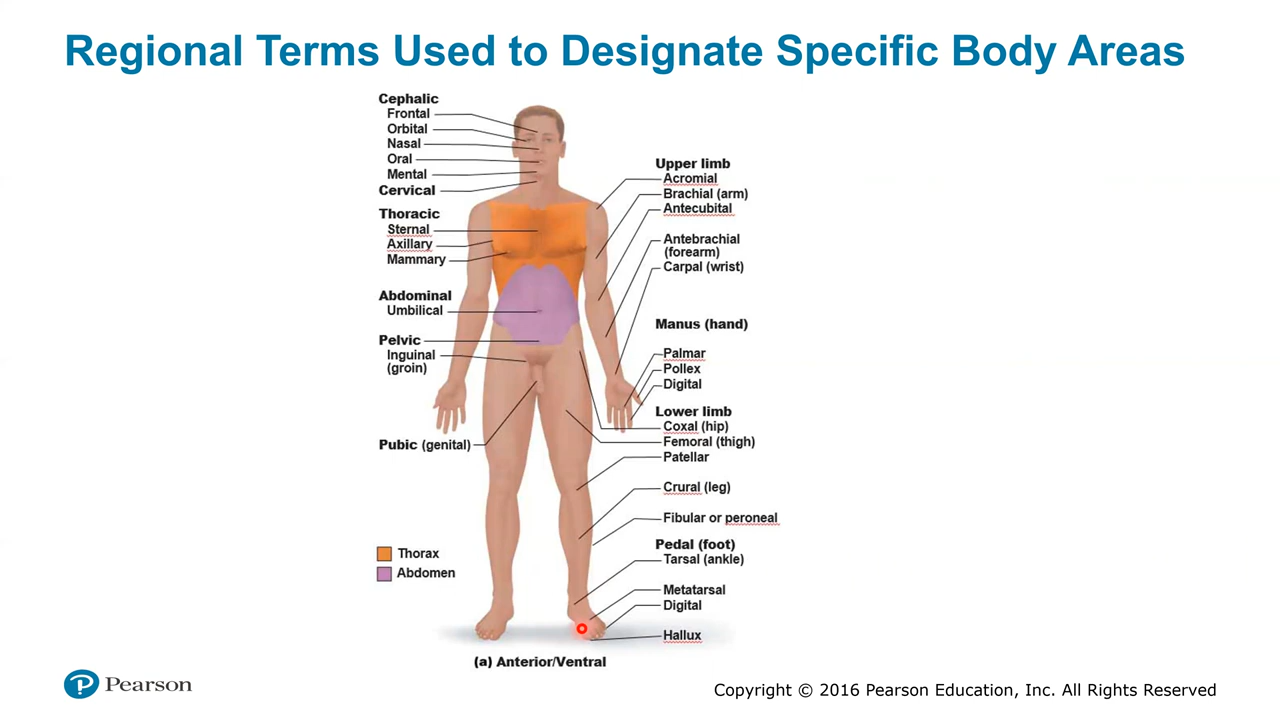 Regional Terms Used to Designate Specific Body Areas
Cephalic
Frontal
Orbital
Nasal
Oral
Mental
Cervical
Thoracic
Sternal
Axillary
Mammary
Abdominal
Umbilical
Pelvic
Inguinal
(groin)
Pubic (genital)
Thorax
Abdomen
Upper limb
Acromial
Brachial (arm)
Antecubital
Antebrachial
(forearm)
Carpal (wrist)
Manus (hand)
Palmar
Pollex
Digital
Lower limb
Coxal (hip)
Femoral (thigh)
Patellar
Crural (leg)
Fibular or peroneal
Pedal (foot)
Tarsal (ankle)
Metatarsal
Digital
Hallux
(a) Anterior/Ventral
P Pearson
Copyright © 2016 Pearson Education, Inc. All Rights Reserved